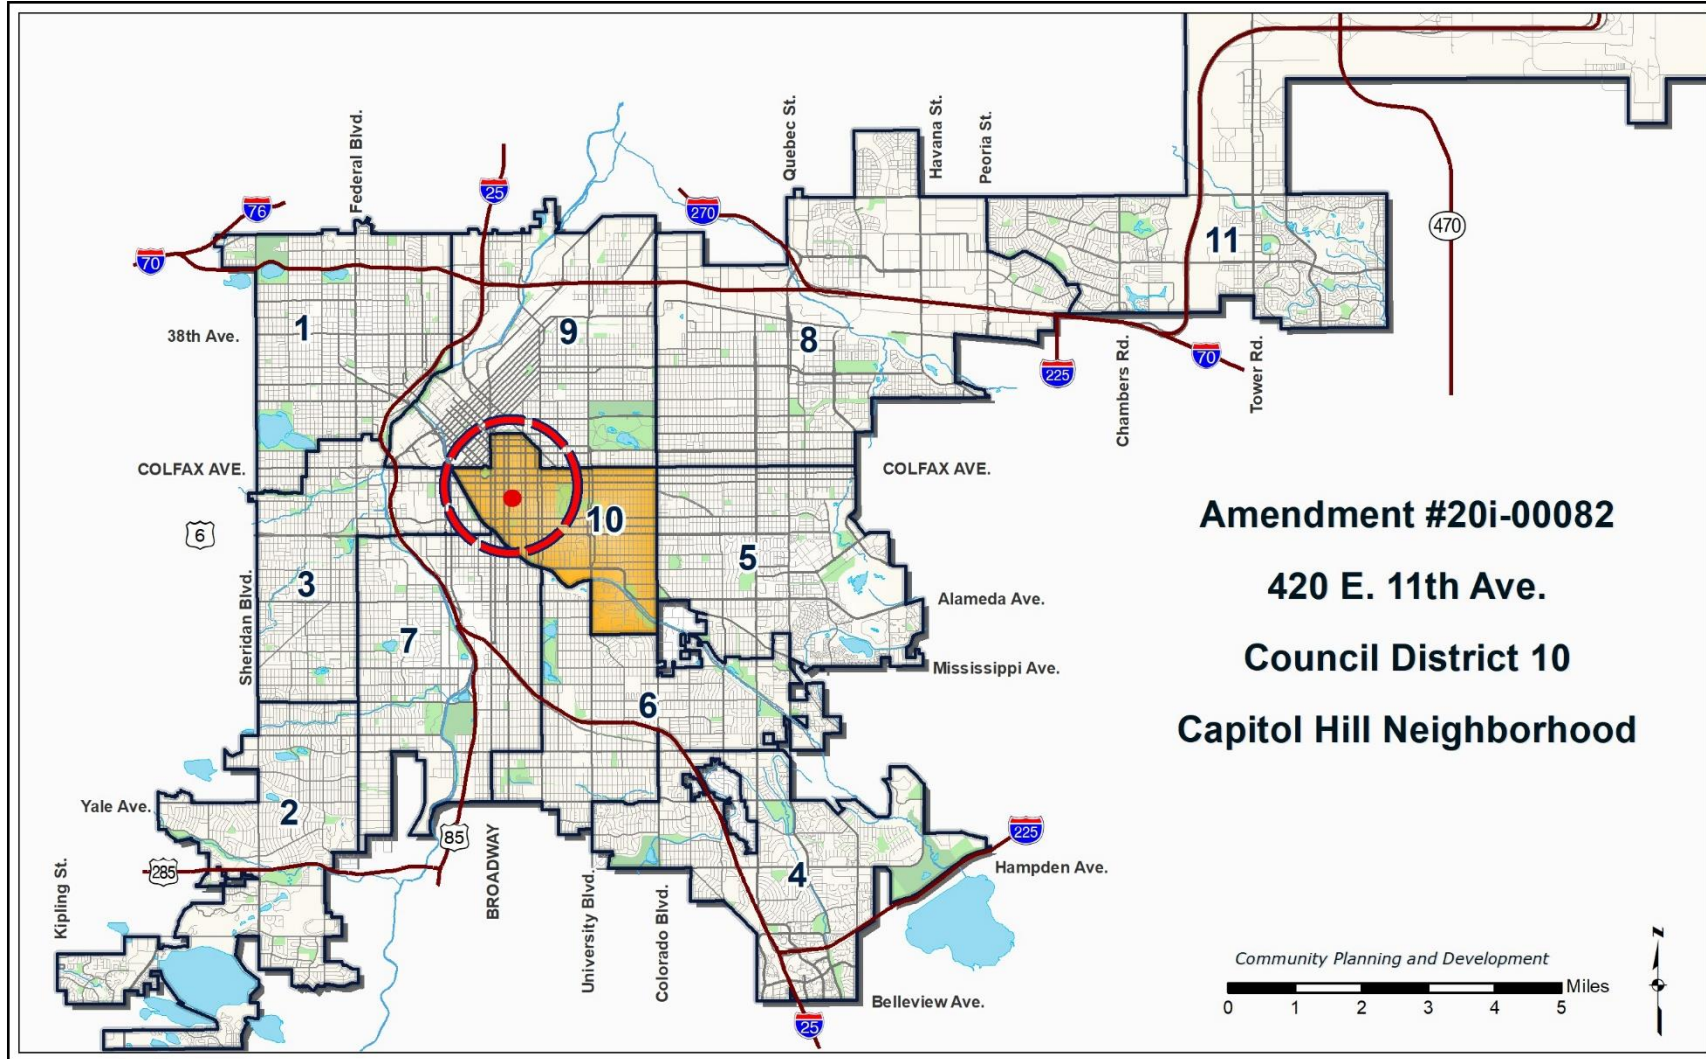 Quebec St.
Havana St.
Peoria St.
Federal Blvd.
25
76
270
70
470
11
1
9
8
38th Ave.
225
70
Chambers Rd.
Tower Rd.
COLFAX AVE.
COLFAX AVE.
10
6
5
3
Sheridan Blvd.
Alameda Ave.
7
Mississippi Ave.
6
Yale Ave.
2
85
225
285
4
Hampden Ave.
Kipling St.
BROADWAY
University Blvd.
Colorado Blvd.
Belleview Ave.
25
Amendment #20i-00082
420 E. 11th Ave.
Council District 10
Capitol Hill Neighborhood
Community Planning and Development
Miles
0 1 2 3 4 5
N